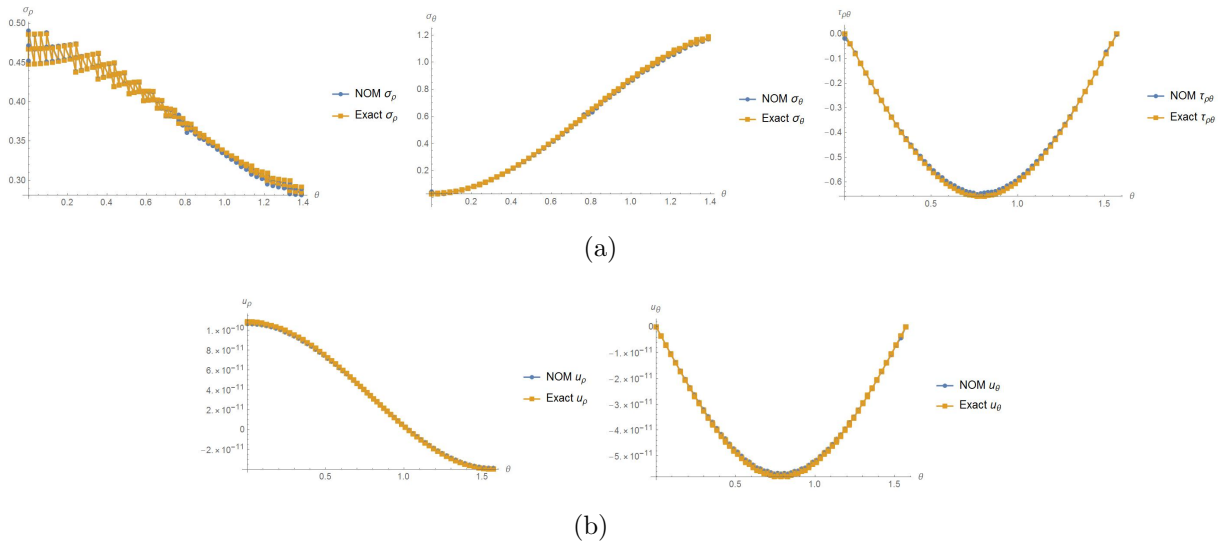 σρ
0.50
0.45
0.40
0.35
0.30
0.2 0.4 0.6 0.8 1.0 1.2 1.4 θ
NOM σρ
Exact σρ
σθ
1.2
1.0
0.8
0.6
0.4
0.2
0.2 0.4 0.6 0.8 1.0 1.2 1.4 θ
NOM σθ
Exact σθ
τρθ
0.0
-0.1
-0.2
-0.3
-0.4
-0.5
-0.6
0.5 1.0 1.5 θ
NOM τρθ
Exact τρθ
(a)
uρ
1.×10-10
8.×10-11
6.×10-11
4.×10-11
2.×10-11
0
-2.×10-11
0.5 1.0 1.5 θ
NOM uρ
Exact uρ
uθ
0
-1.×10-11
-2.×10-11
-3.×10-11
-4.×10-11
-5.×10-11
0.5 1.0 1.5 θ
NOM uθ
Exact uθ
(b)